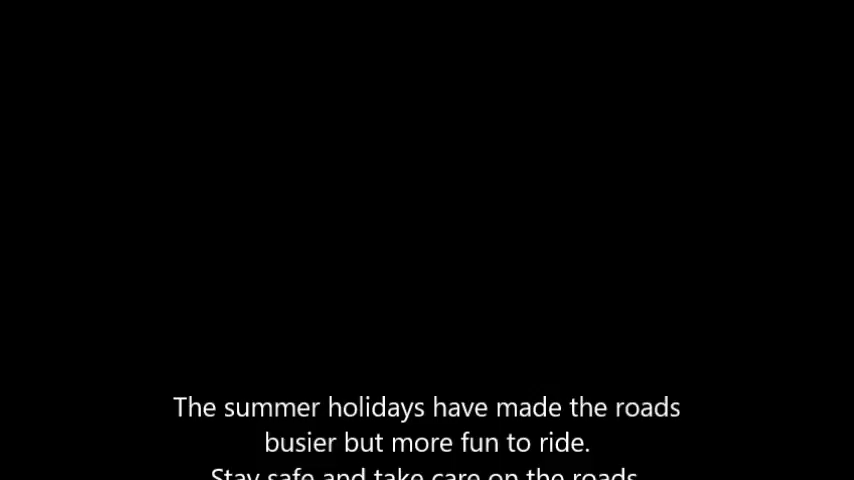 The summer holidays have made the roads
busier but more fun to ride.
Stay safe and take care on the roads